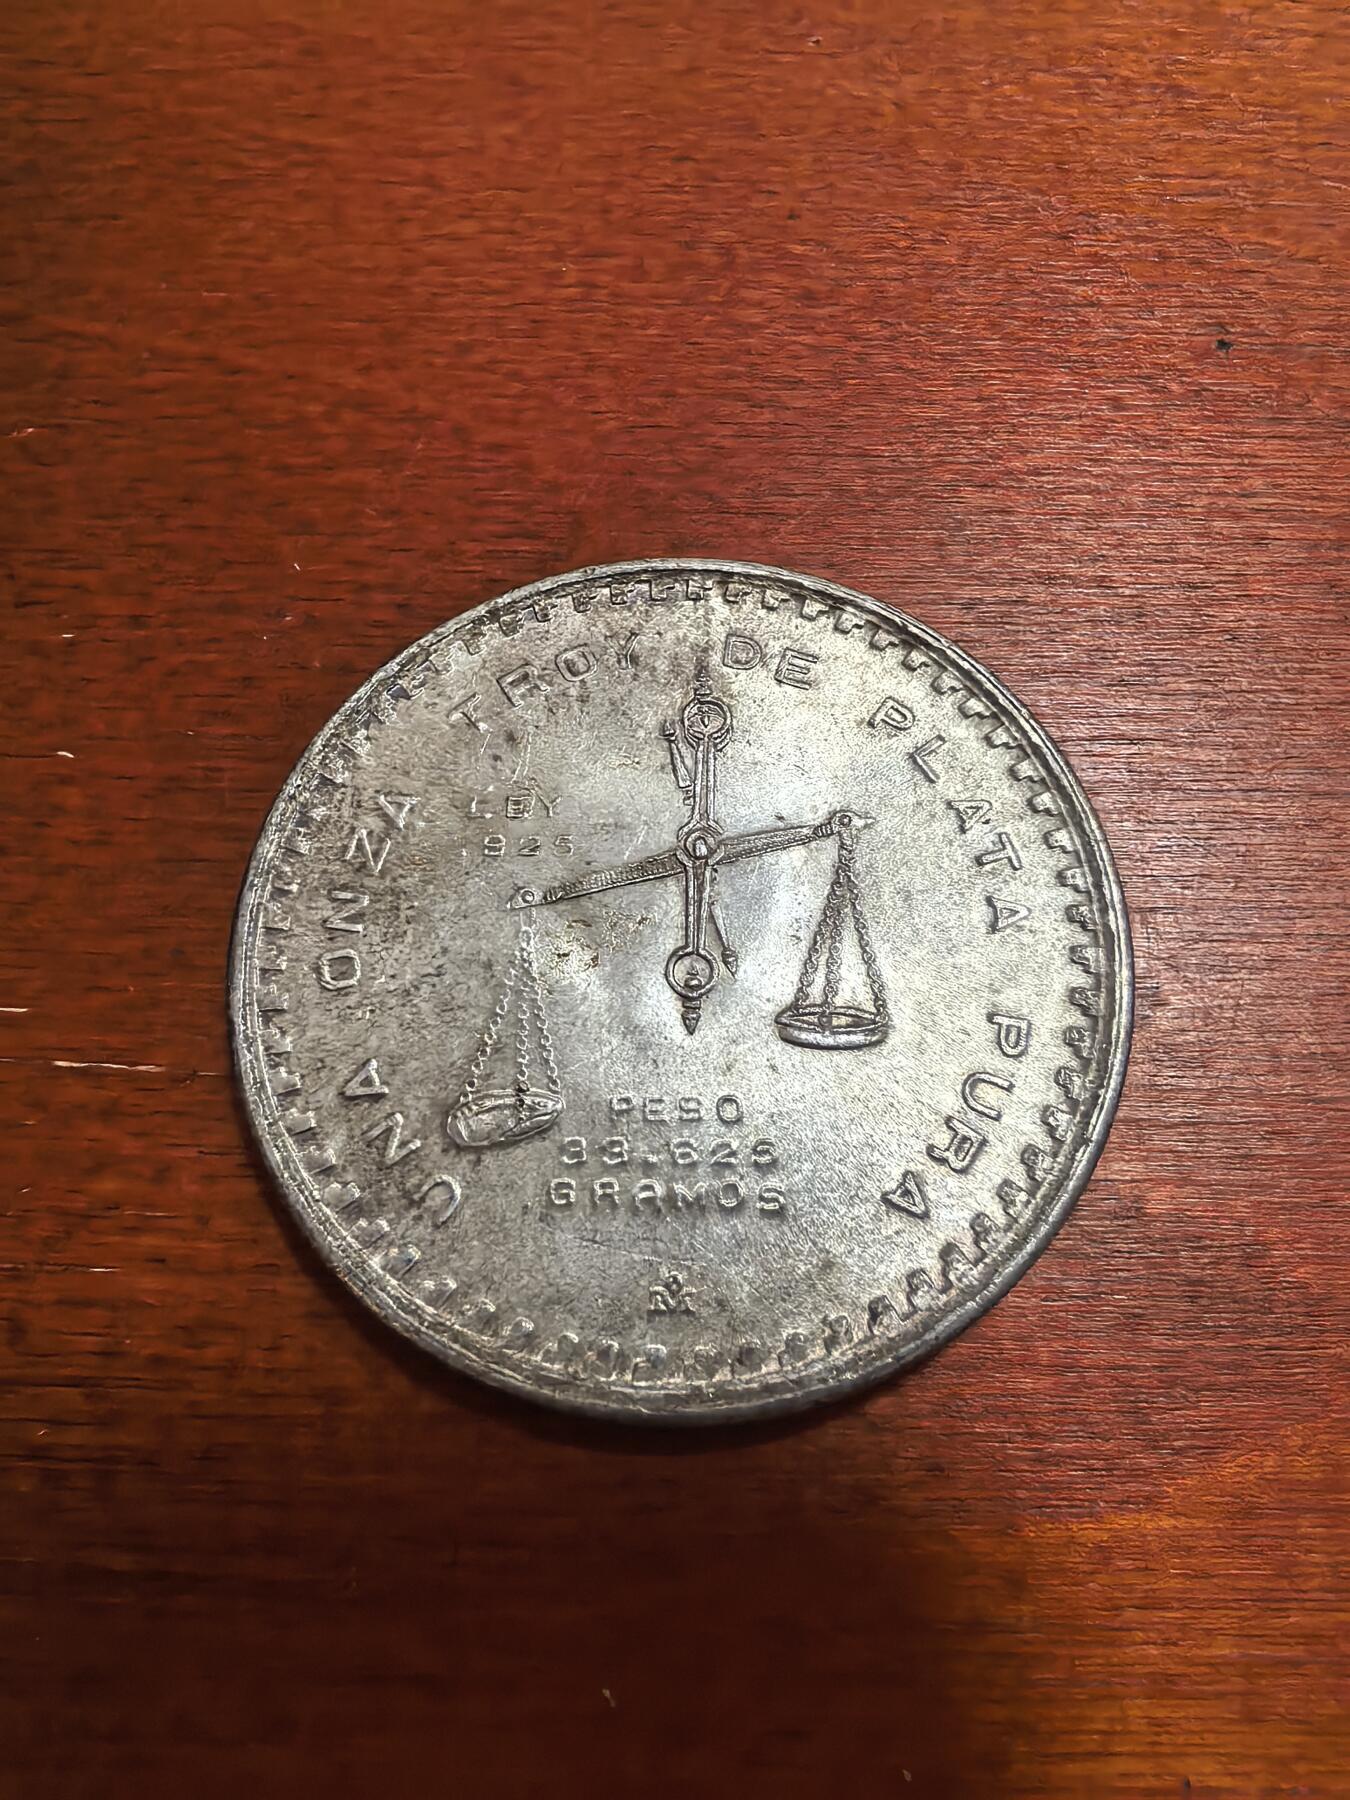 UNA ONZA TROY DE PLATA PURA
LEY
.925
PESO
33.625
GRAMOS
M̊